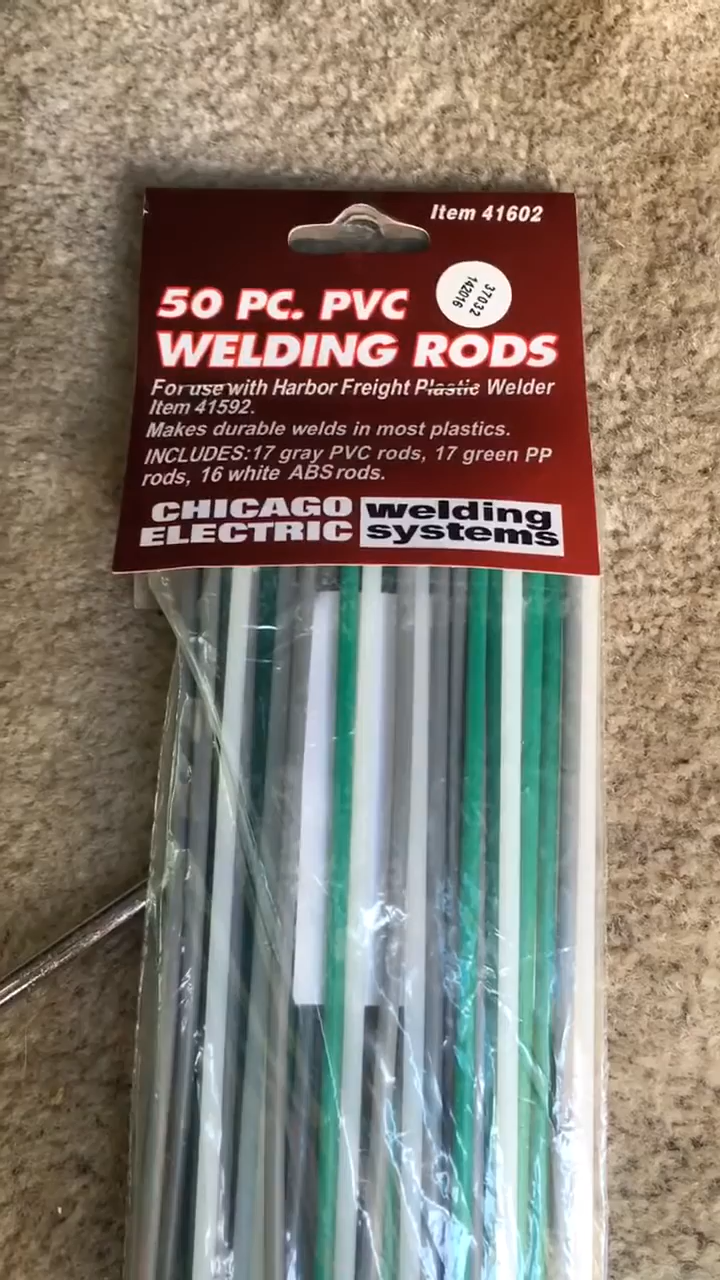 Item 41602
50 PC. PVC
37032
142016
WELDING RODS
For use with Harbor Freight Plastic Welder
Item 41592.
Makes durable welds in most plastics.
INCLUDES:17 gray PVC rods, 17 green PP
rods, 16 white ABS rods.
CHICAGO ELECTRIC
welding systems